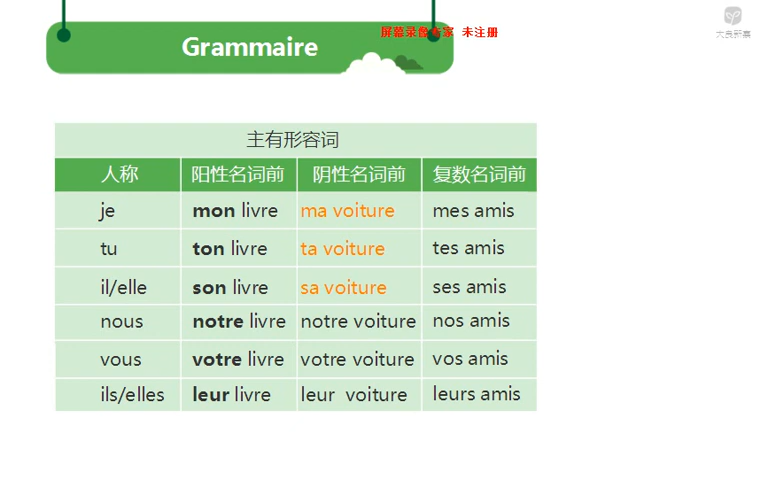 Grammaire
屏幕录像专家 未注册
主有形容词
人称 阳性名词前 阴性名词前 复数名词前
je mon livre ma voiture mes amis
tu ton livre ta voiture tes amis
il/elle son livre sa voiture ses amis
nous notre livre notre voiture nos amis
vous votre livre votre voiture vos amis
ils/elles leur livre leur voiture leurs amis